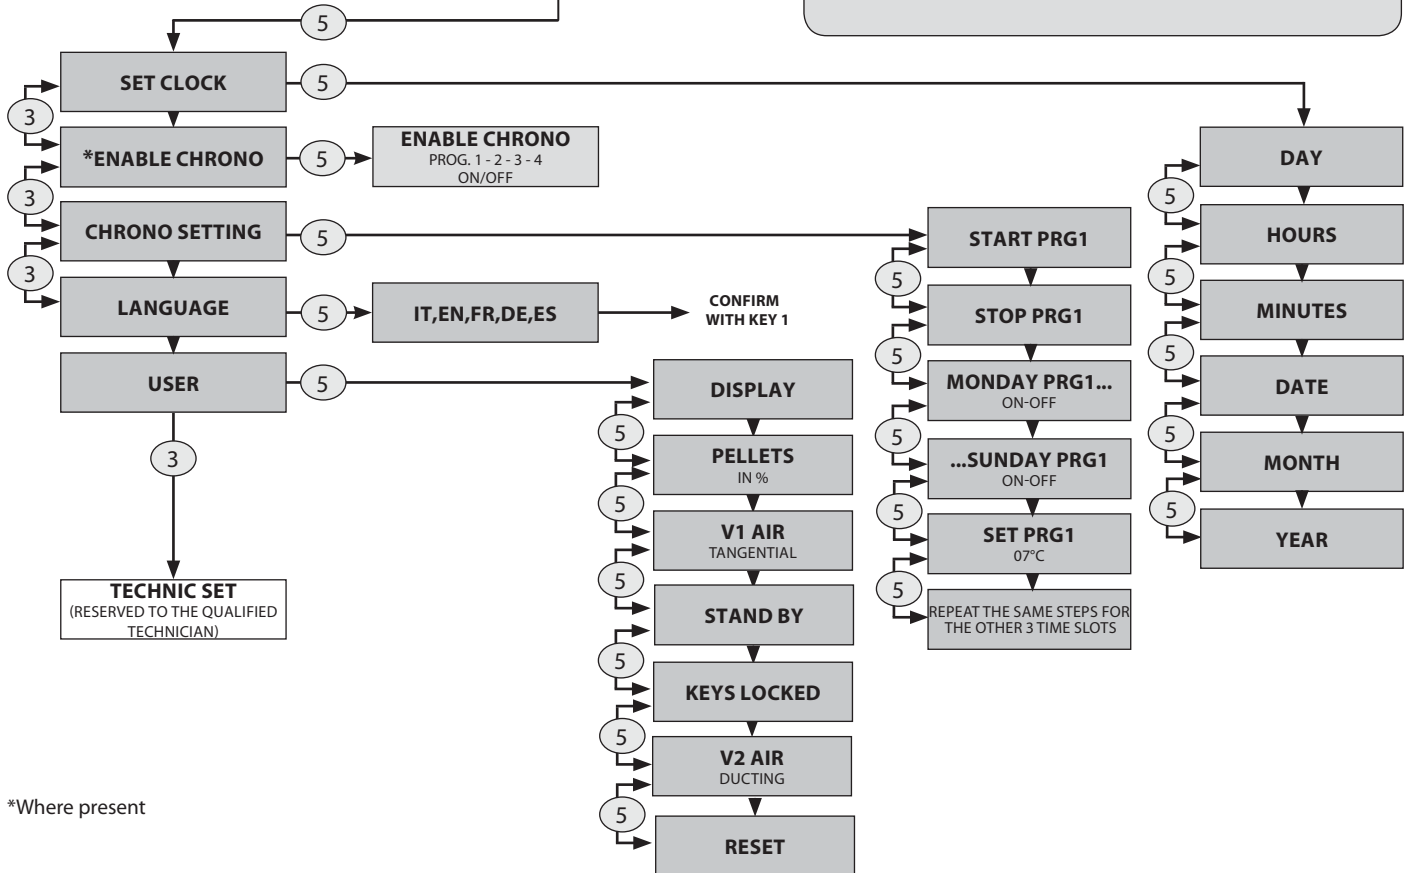 5
SET CLOCK
5
3
*ENABLE CHRONO
5
ENABLE CHRONO
PROG. 1 - 2 - 3 - 4
ON/OFF
3
CHRONO SETTING
5
3
LANGUAGE
5
IT,EN,FR,DE,ES
CONFIRM
WITH KEY 1
USER
5
3
TECHNIC SET
(RESERVED TO THE QUALIFIED
TECHNICIAN)
DISPLAY
5
PELLETS
IN %
5
V1 AIR
TANGENTIAL
5
STAND BY
5
KEYS LOCKED
5
V2 AIR
DUCTING
5
RESET
START PRG1
5
STOP PRG1
5
MONDAY PRG1...
ON-OFF
5
...SUNDAY PRG1
ON-OFF
5
SET PRG1
07°C
5
REPEAT THE SAME STEPS FOR
THE OTHER 3 TIME SLOTS
DAY
5
HOURS
5
MINUTES
5
DATE
5
MONTH
5
YEAR
*Where present